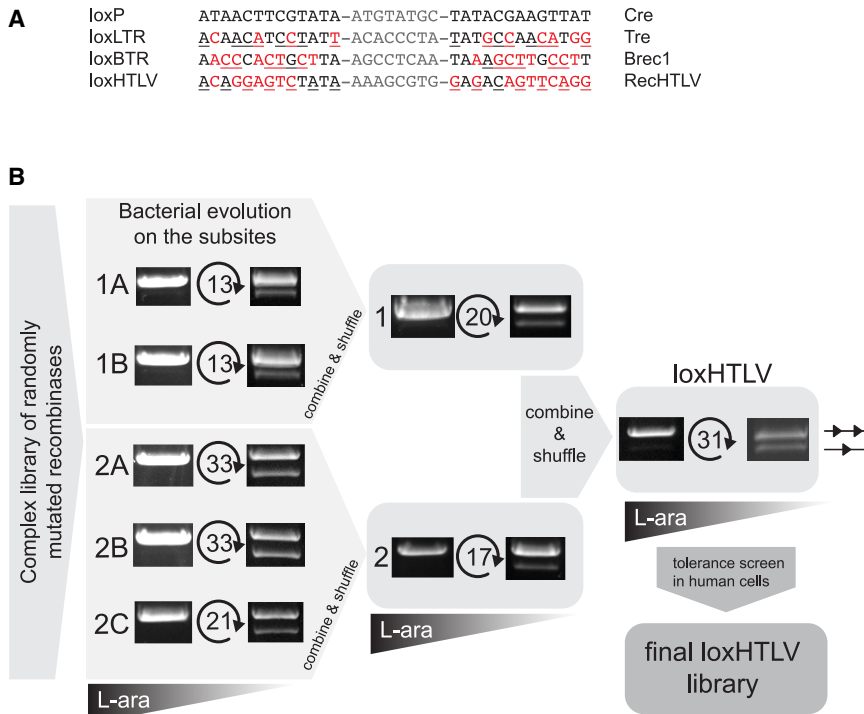 A
loxP ATAACTTCGTATA-ATGTATGC-TATACGAAGTTAT Cre
loxLTR ACAACATCCTATT-ACACCCTA-TATGCCAACATGG Tre
loxBTR AACCCACTGCTTA-AGCCTCAA-TAAAGCTTGCCTT Brec1
loxHTLV ACAGGAGTCTATA-AAAGCGTG-GAGACAGTTCAGG RecHTLV
B
Complex library of randomly
mutated recombinases
Bacterial evolution
on the subsites
1A 13
1B 13
combine & shuffle
2A 33
2B 33
2C 21
combine & shuffle
L-ara
1 20
2 17
L-ara
combine
&
shuffle
loxHTLV
31
L-ara
tolerance screen
in human cells
final loxHTLV
library